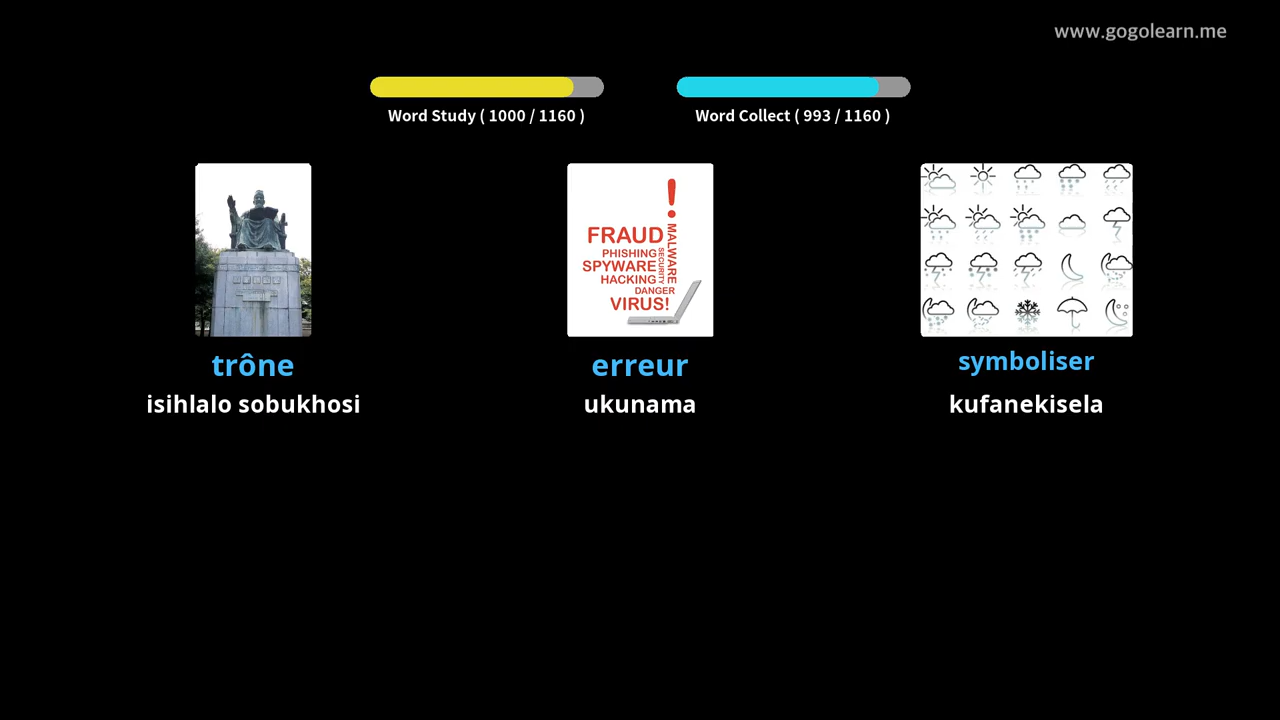 www.gogolearn.me
Word Study ( 1000 / 1160 )
Word Collect ( 993 / 1160 )
FRAUD
PHISHING
SPYWARE
HACKING
DANGER
VIRUS!
!
MALWARE
SECURITY
trône
erreur
symboliser
isihlalo sobukhosi
ukunama
kufanekisela